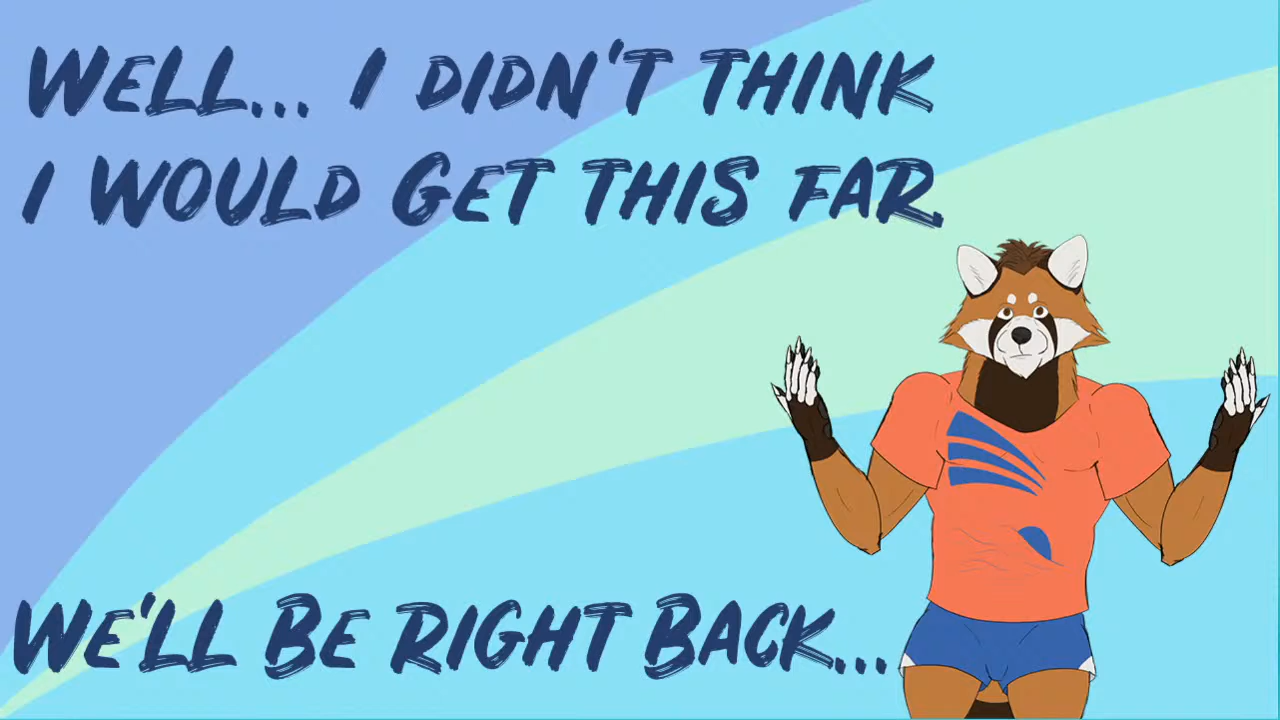 WELL... I DIDN'T THINK
I WOULD GET THIS FAR.
WE'LL BE RIGHT BACK...